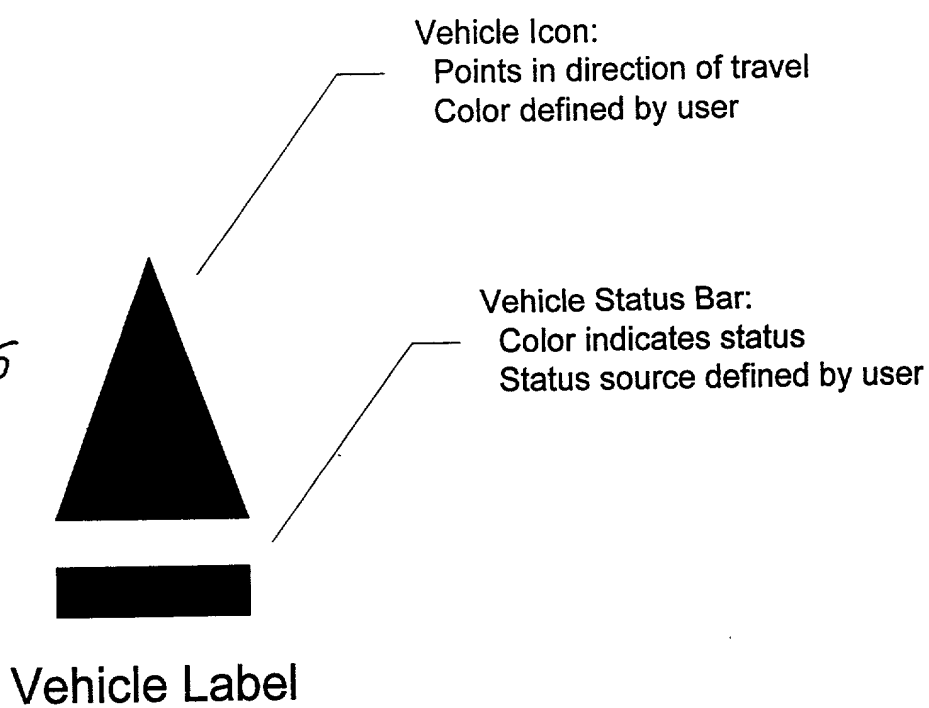 Vehicle Icon:
Points in direction of travel
Color defined by user
Vehicle Status Bar:
Color indicates status
Status source defined by user
Vehicle Label